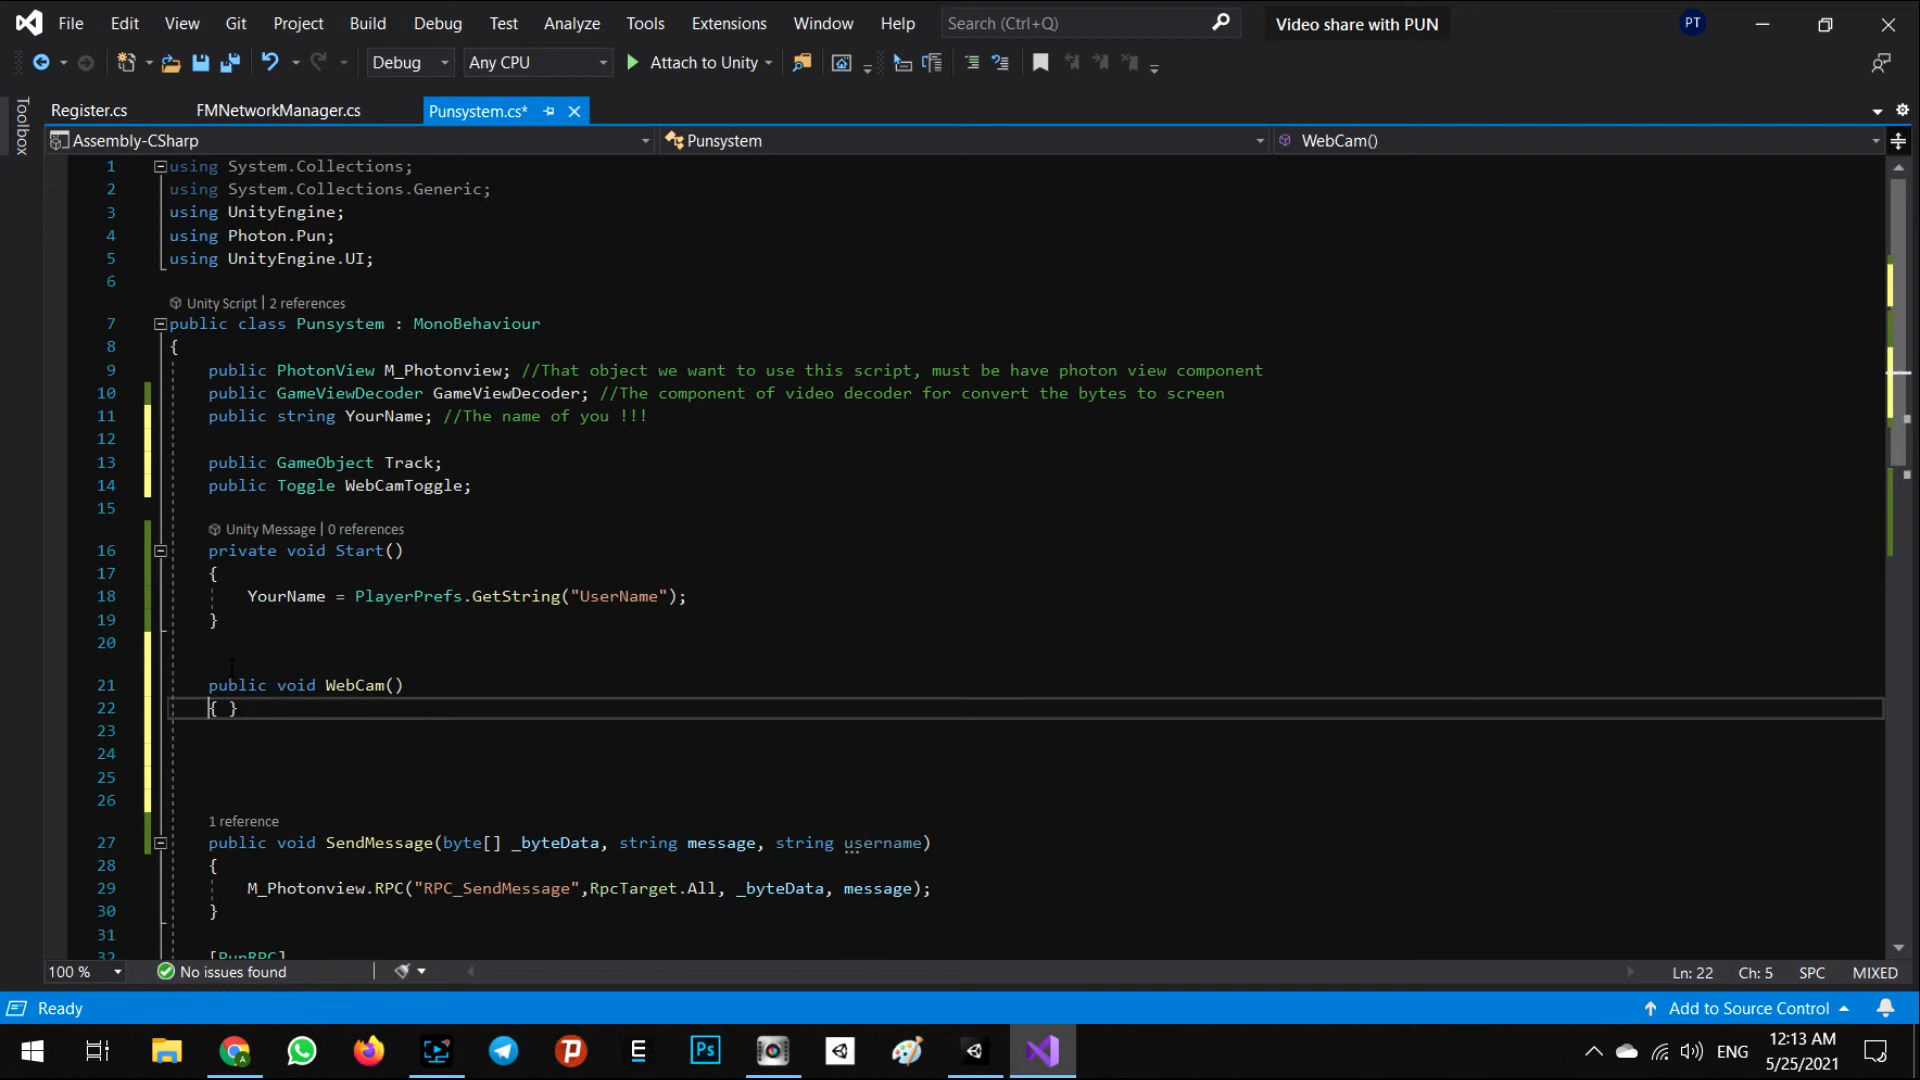 File Edit View Git Project Build Debug Test Analyze Tools Extensions Window Help Search (Ctrl+Q) Video share with PUN PT
Debug Any CPU Attach to Unity
Toolbox
Register.cs FMNetworkManager.cs Punsystem.cs*
Assembly-CSharp Punsystem WebCam()
1 using System.Collections;
2 using System.Collections.Generic;
3 using UnityEngine;
4 using Photon.Pun;
5 using UnityEngine.UI;
6
Unity Script | 2 references
7 public class Punsystem : MonoBehaviour
8 {
9 public PhotonView M_Photonview; //That object we want to use this script, must be have photon view component
10 public GameViewDecoder GameViewDecoder; //The component of video decoder for convert the bytes to screen
11 public string YourName; //The name of you !!!
12
13 public GameObject Track;
14 public Toggle WebCamToggle;
15
Unity Message | 0 references
16 private void Start()
17 {
18 YourName = PlayerPrefs.GetString("UserName");
19 }
20
21 public void WebCam()
22 { }
23
24
25
26
1 reference
27 public void SendMessage(byte[] _byteData, string message, string username)
28 {
29 M_Photonview.RPC("RPC_SendMessage",RpcTarget.All, _byteData, message);
30 }
31
32 [PunRPC]
100 % No issues found Ln: 22 Ch: 5 SPC MIXED
Ready Add to Source Control
Ps ENG 12:13 AM
5/25/2021